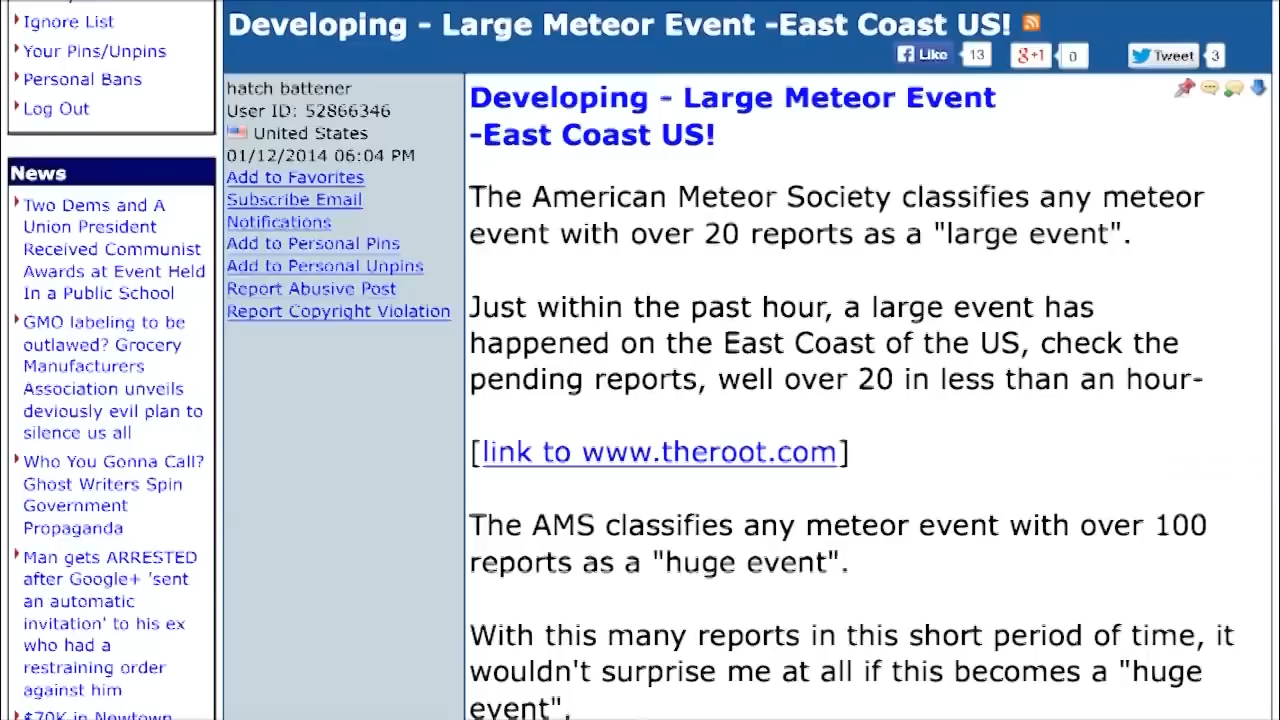 Ignore List
Your Pins/Unpins
Personal Bans
Log Out
News
Two Dems and A
Union President
Received Communist
Awards at Event Held
In a Public School
GMO labeling to be
outlawed? Grocery
Manufacturers
Association unveils
deviously evil plan to
silence us all
Who You Gonna Call?
Ghost Writers Spin
Government
Propaganda
Man gets ARRESTED
after Google+ 'sent
an automatic
invitation' to his ex
who had a
restraining order
against him
$70K in Newtown
Developing - Large Meteor Event -East Coast US!
Like 13 g+1 0 Tweet 3
hatch battener
User ID: 52866346
United States
01/12/2014 06:04 PM
Add to Favorites
Subscribe Email
Notifications
Add to Personal Pins
Add to Personal Unpins
Report Abusive Post
Report Copyright Violation
Developing - Large Meteor Event
-East Coast US!
The American Meteor Society classifies any meteor
event with over 20 reports as a "large event".
Just within the past hour, a large event has
happened on the East Coast of the US, check the
pending reports, well over 20 in less than an hour-
[link to www.theroot.com]
The AMS classifies any meteor event with over 100
reports as a "huge event".
With this many reports in this short period of time, it
wouldn't surprise me at all if this becomes a "huge
event".